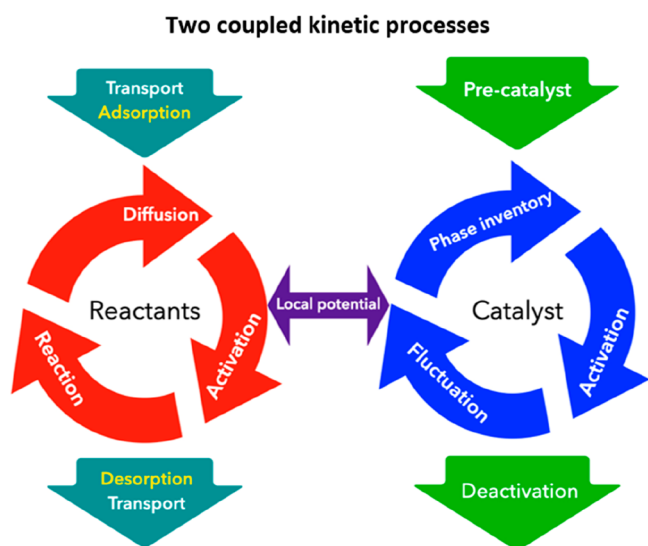 Two coupled kinetic processes
Transport
Adsorption
Pre-catalyst
Diffusion
Phase inventory
Reactants
Local potential
Catalyst
Reaction
Activation
Fluctuation
Activation
Desorption
Transport
Deactivation